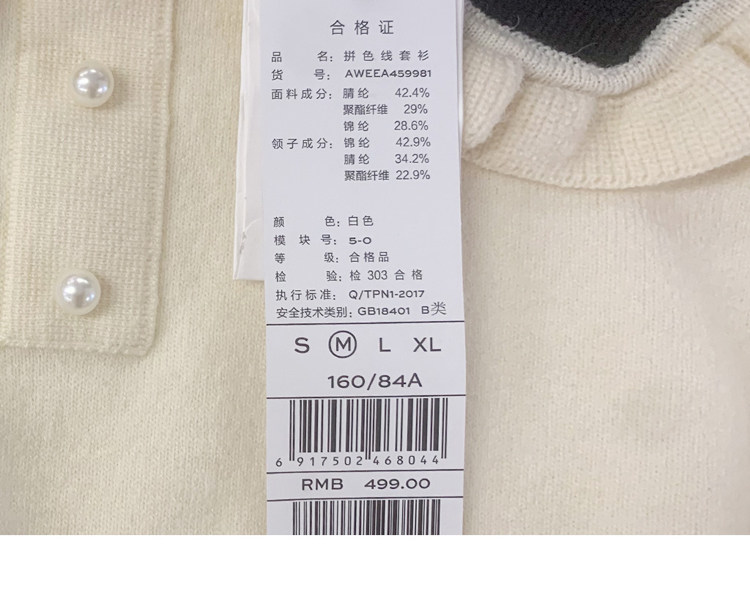 合格证
品 名: 拼色线套衫
货 号: AWEEA459981
面料成分: 腈纶 42.4%
聚酯纤维 29%
锦纶 28.6%
领子成分: 锦纶 42.9%
腈纶 34.2%
聚酯纤维 22.9%
颜 色: 白色
模 块 号: 5-0
等 级: 合格品
检 验: 检 303 合格
执行标准: Q/TPN1-2017
安全技术类别: GB18401 B类
S M L XL
160/84A
6 917502 468044
RMB 499.00